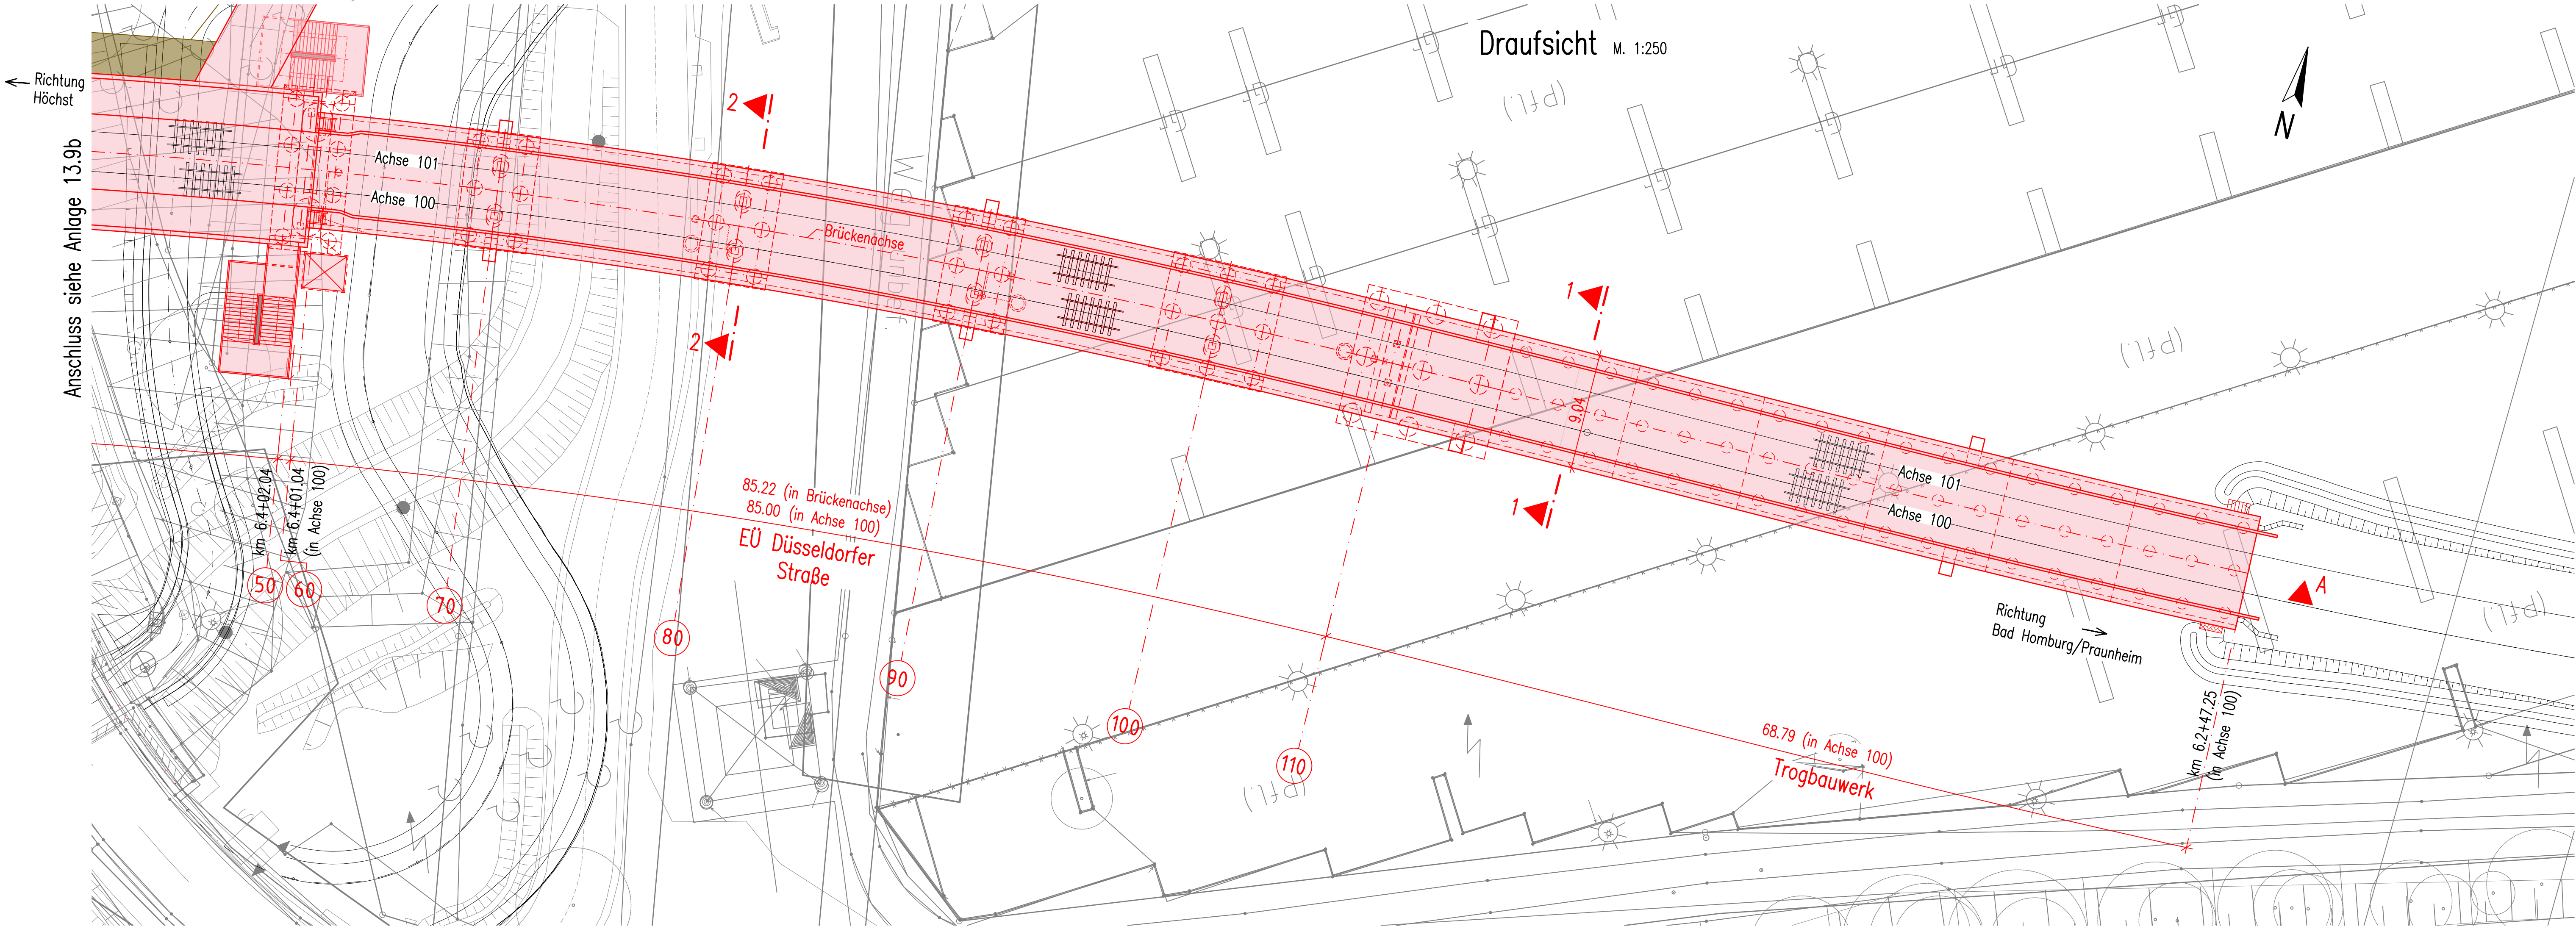 Draufsicht M. 1:250
Richtung
Höchst
Anschluss siehe Anlage 13.9b
N
2
2
1
1
Achse 101
Achse 100
Brückenachse
(Pfl.)
9.04
Achse 101
Achse 100
(Pfl.)
A
Richtung
Bad Homburg/Praunheim
(Pfl.)
km 6.4+02.04
km 6.4+01.04
(in Achse 100)
85.22 (in Brückenachse)
85.00 (in Achse 100)
EÜ Düsseldorfer
Straße
50
60
70
80
90
100
110
(Pfl.)
68.79 (in Achse 100)
Trogbauwerk
km 6.2+47.25
(in Achse 100)